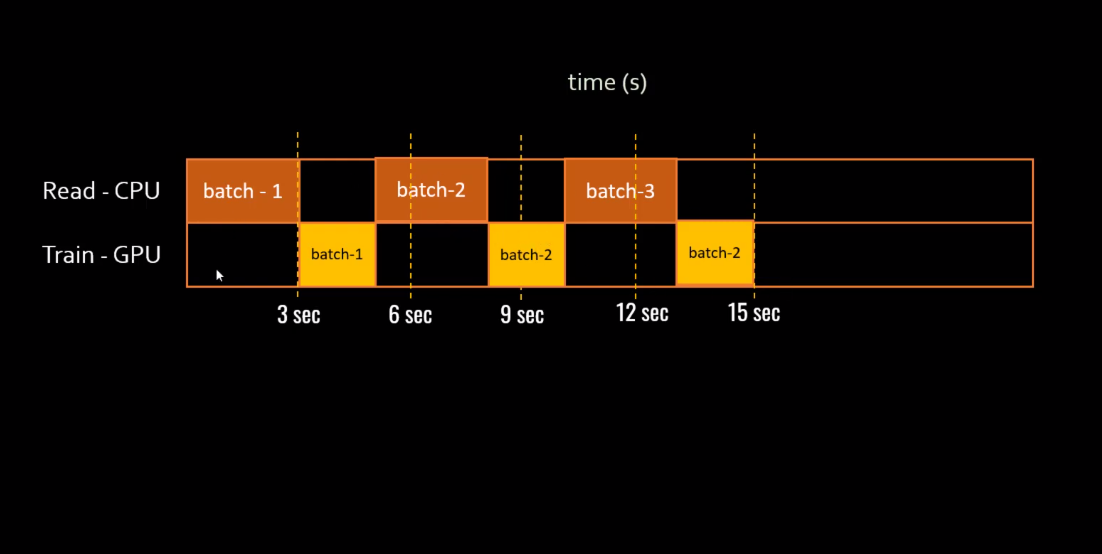 time (s)
Read - CPU
batch - 1
batch-2
batch-3
Train - GPU
batch-1
batch-2
batch-2
3 sec
6 sec
9 sec
12 sec
15 sec